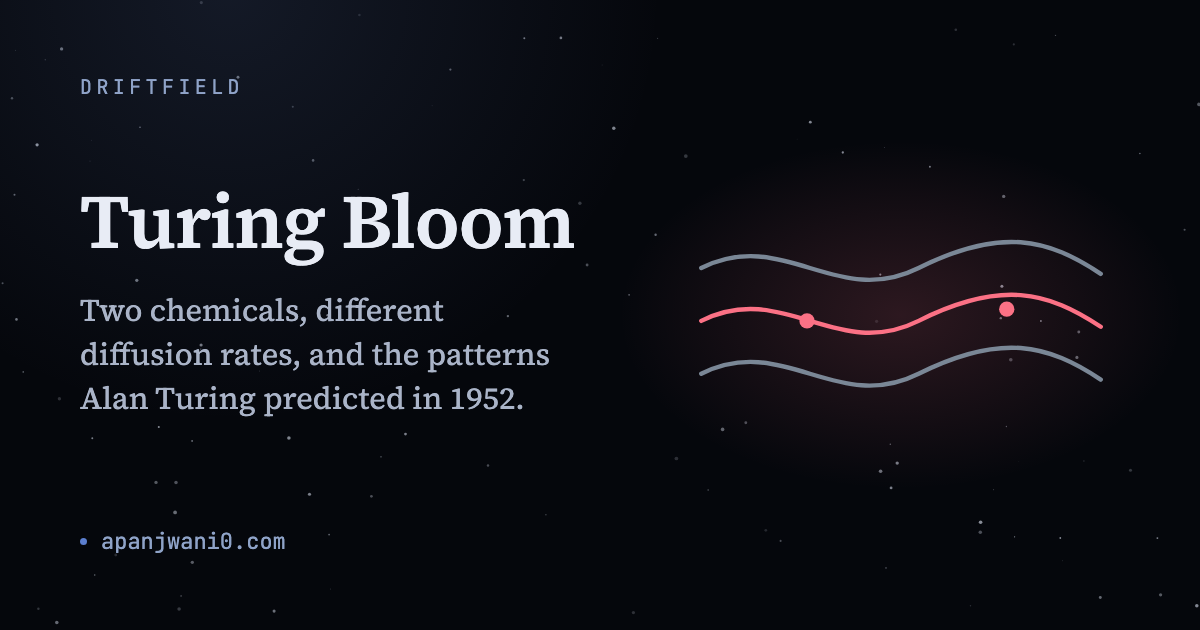 DRIFTFIELD
Turing Bloom
Two chemicals, different
diffusion rates, and the patterns
Alan Turing predicted in 1952.
apanjwani0.com